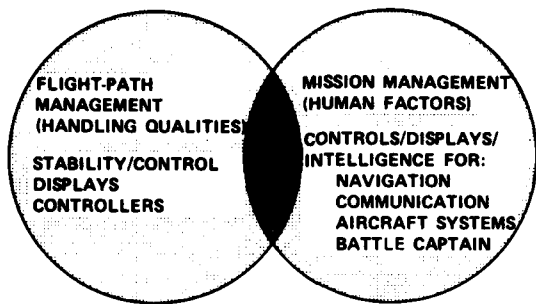 FLIGHT-PATH
MANAGEMENT
(HANDLING QUALITIES)
STABILITY/CONTROL
DISPLAYS
CONTROLLERS
MISSION MANAGEMENT
(HUMAN FACTORS)
CONTROLS/DISPLAYS/
INTELLIGENCE FOR:
NAVIGATION
COMMUNICATION
AIRCRAFT SYSTEMS
BATTLE CAPTAIN